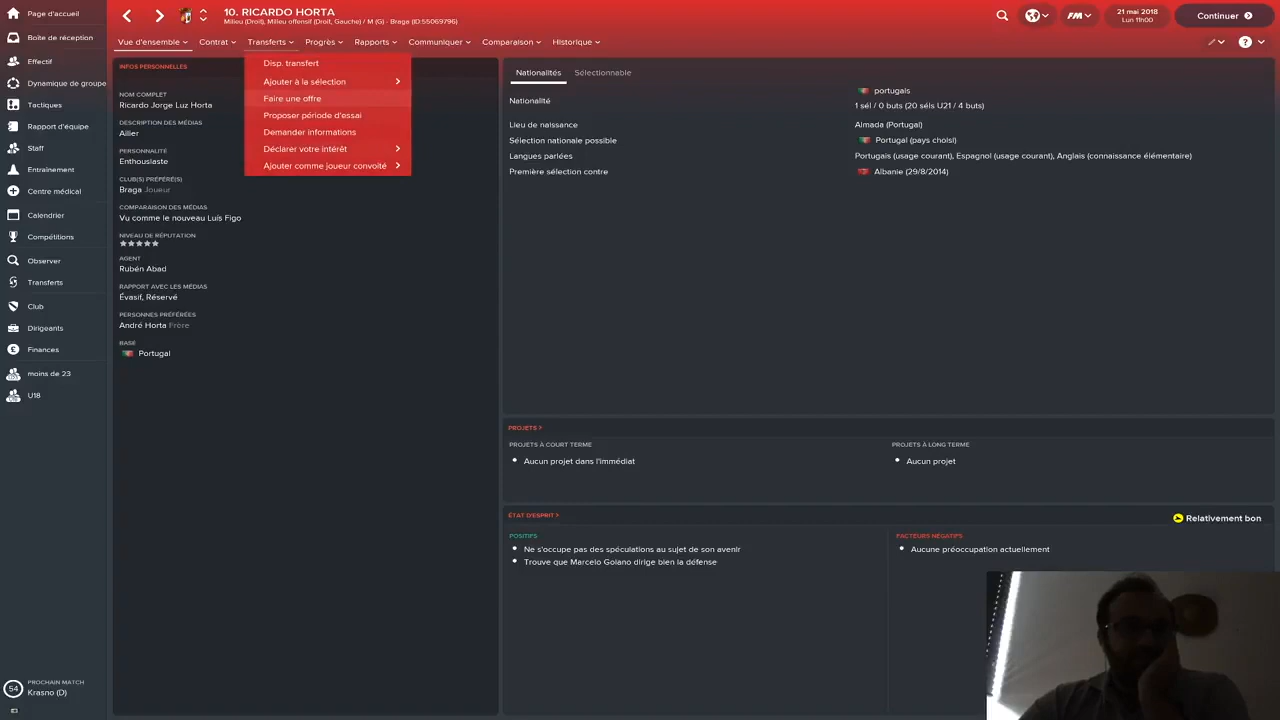 Page d'accueil
Boîte de réception
Effectif
Dynamique de groupe
Tactiques
Rapport d'équipe
Staff
Entraînement
Centre médical
Calendrier
Compétitions
Observer
Transferts
Club
Dirigeants
Finances
moins de 23
U18
54
PROCHAIN MATCH
Krasno (D)
10. RICARDO HORTA
Milieu (Droit), Milieu offensif (Droit, Gauche) / M (G) - Braga (ID:55069796)
FM
21 mai 2018
Lun 11h00
Continuer
Vue d'ensemble
Contrat
Transferts
Progrès
Rapports
Communiquer
Comparaison
Historique
Disp. transfert
Ajouter à la sélection
Faire une offre
Proposer période d'essai
Demander informations
Déclarer votre intérêt
Ajouter comme joueur convoité
INFOS PERSONNELLES
NOM COMPLET
Ricardo Jorge Luz Horta
DESCRIPTION DES MÉDIAS
Ailier
PERSONNALITÉ
Enthousiaste
CLUB(S) PRÉFÉRÉ(S)
Braga Joueur
COMPARAISON DES MÉDIAS
Vu comme le nouveau Luís Figo
NIVEAU DE RÉPUTATION
AGENT
Rubén Abad
RAPPORT AVEC LES MÉDIAS
Évasif, Réservé
PERSONNES PRÉFÉRÉES
André Horta Frère
BASE
Portugal
Nationalités
Sélectionnable
Nationalité
portugais
1 sél / 0 buts (20 séls U21 / 4 buts)
Lieu de naissance
Almada (Portugal)
Sélection nationale possible
Portugal (pays choisi)
Langues parlées
Portugais (usage courant), Espagnol (usage courant), Anglais (connaissance élémentaire)
Première sélection contre
Albanie (29/8/2014)
PROJETS >
PROJETS À COURT TERME
Aucun projet dans l'immédiat
PROJETS À LONG TERME
Aucun projet
ÉTAT D'ESPRIT >
Relativement bon
POSITIFS
Ne s'occupe pas des spéculations au sujet de son avenir
Trouve que Marcelo Goiano dirige bien la défense
FACTEURS NÉGATIFS
Aucune préoccupation actuellement